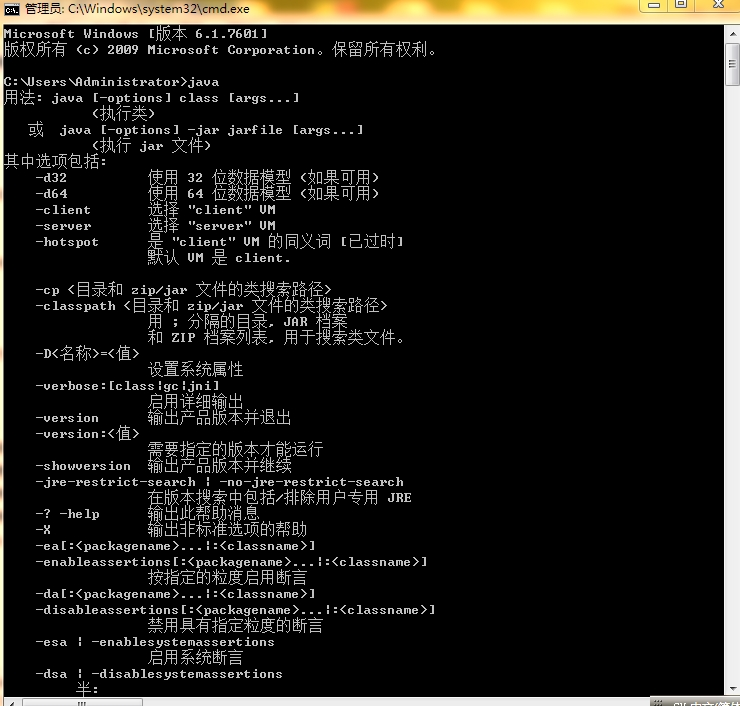 管理员: C:\Windows\system32\cmd.exe
Microsoft Windows [版本 6.1.7601]
版权所有 (c) 2009 Microsoft Corporation。保留所有权利。
C:\Users\Administrator>java
用法: java [-options] class [args...]
(执行类)
或 java [-options] -jar jarfile [args...]
(执行 jar 文件)
其中选项包括:
-d32 使用 32 位数据模型 (如果可用)
-d64 使用 64 位数据模型 (如果可用)
-client 选择 "client" VM
-server 选择 "server" VM
-hotspot 是 "client" VM 的同义词 [已过时]
默认 VM 是 client.
-cp <目录和 zip/jar 文件的类搜索路径>
-classpath <目录和 zip/jar 文件的类搜索路径>
用 ; 分隔的目录, JAR 档案
和 ZIP 档案列表, 用于搜索类文件。
-D<名称>=<值>
设置系统属性
-verbose:[class|gc|jni]
启用详细输出
-version 输出产品版本并退出
-version:<值>
需要指定的版本才能运行
-showversion 输出产品版本并继续
-jre-restrict-search | -no-jre-restrict-search
在版本搜索中包括/排除用户专用 JRE
-? -help 输出此帮助消息
-X 输出非标准选项的帮助
-ea[:<packagename>...|:<classname>]
-enableassertions[:<packagename>...|:<classname>]
按指定的粒度启用断言
-da[:<packagename>...|:<classname>]
-disableassertions[:<packagename>...|:<classname>]
禁用具有指定粒度的断言
-esa | -enablesystemassertions
启用系统断言
-dsa | -disablesystemassertions
半: